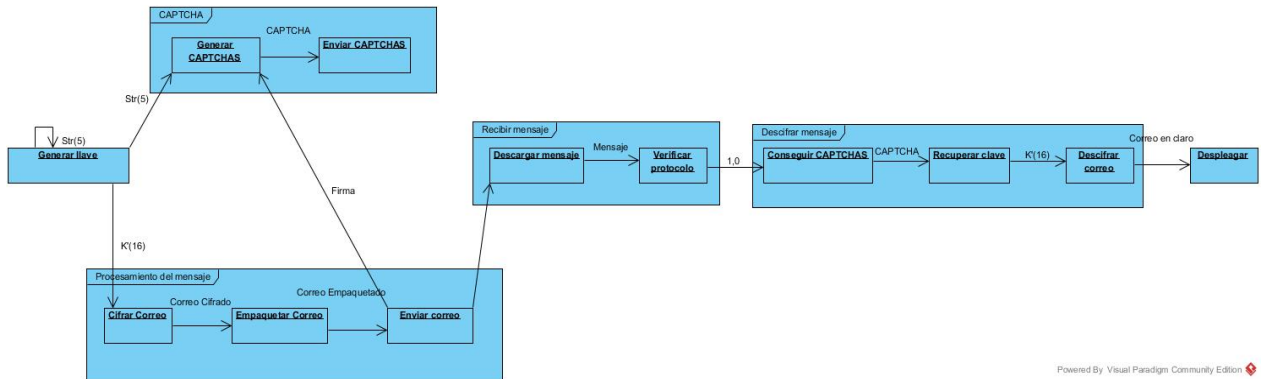 CAPTCHA
Generar
CAPTCHAS
CAPTCHA
Enviar CAPTCHAS
Str(5)
Str(5)
Generar llave
Firma
K'(16)
Procesamiento del mensaje
Cifrar Correo
Correo Cifrado
Empaquetar Correo
Correo Empaquetado
Enviar correo
Recibir mensaje
Descargar mensaje
Mensaje
Verificar
protocolo
1,0
Descifrar mensaje
Conseguir CAPTCHAS
CAPTCHA
Recuperar clave
K'(16)
Descifrar
correo
Correo en claro
Despleagar
Powered By Visual Paradigm Community Edition